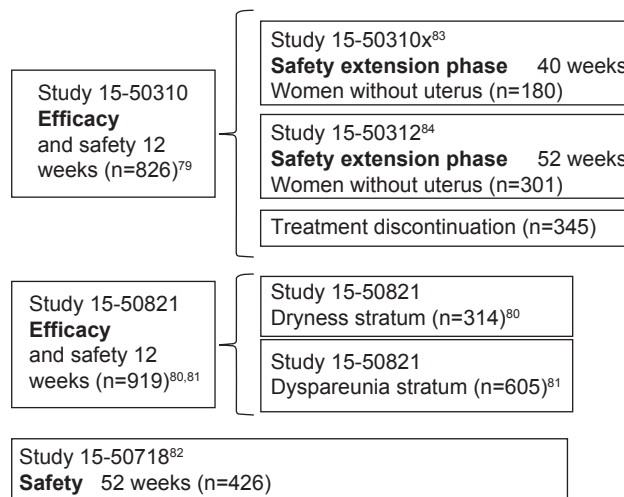 Study 15-50310
Efficacy
and safety 12
weeks (n=826)79
Study 15-50310x83
Safety extension phase 40 weeks
Women without uterus (n=180)
Study 15-5031284
Safety extension phase 52 weeks
Women without uterus (n=301)
Treatment discontinuation (n=345)
Study 15-50821
Efficacy
and safety 12
weeks (n=919)80,81
Study 15-50821
Dryness stratum (n=314)80
Study 15-50821
Dyspareunia stratum (n=605)81
Study 15-5071882
Safety 52 weeks (n=426)